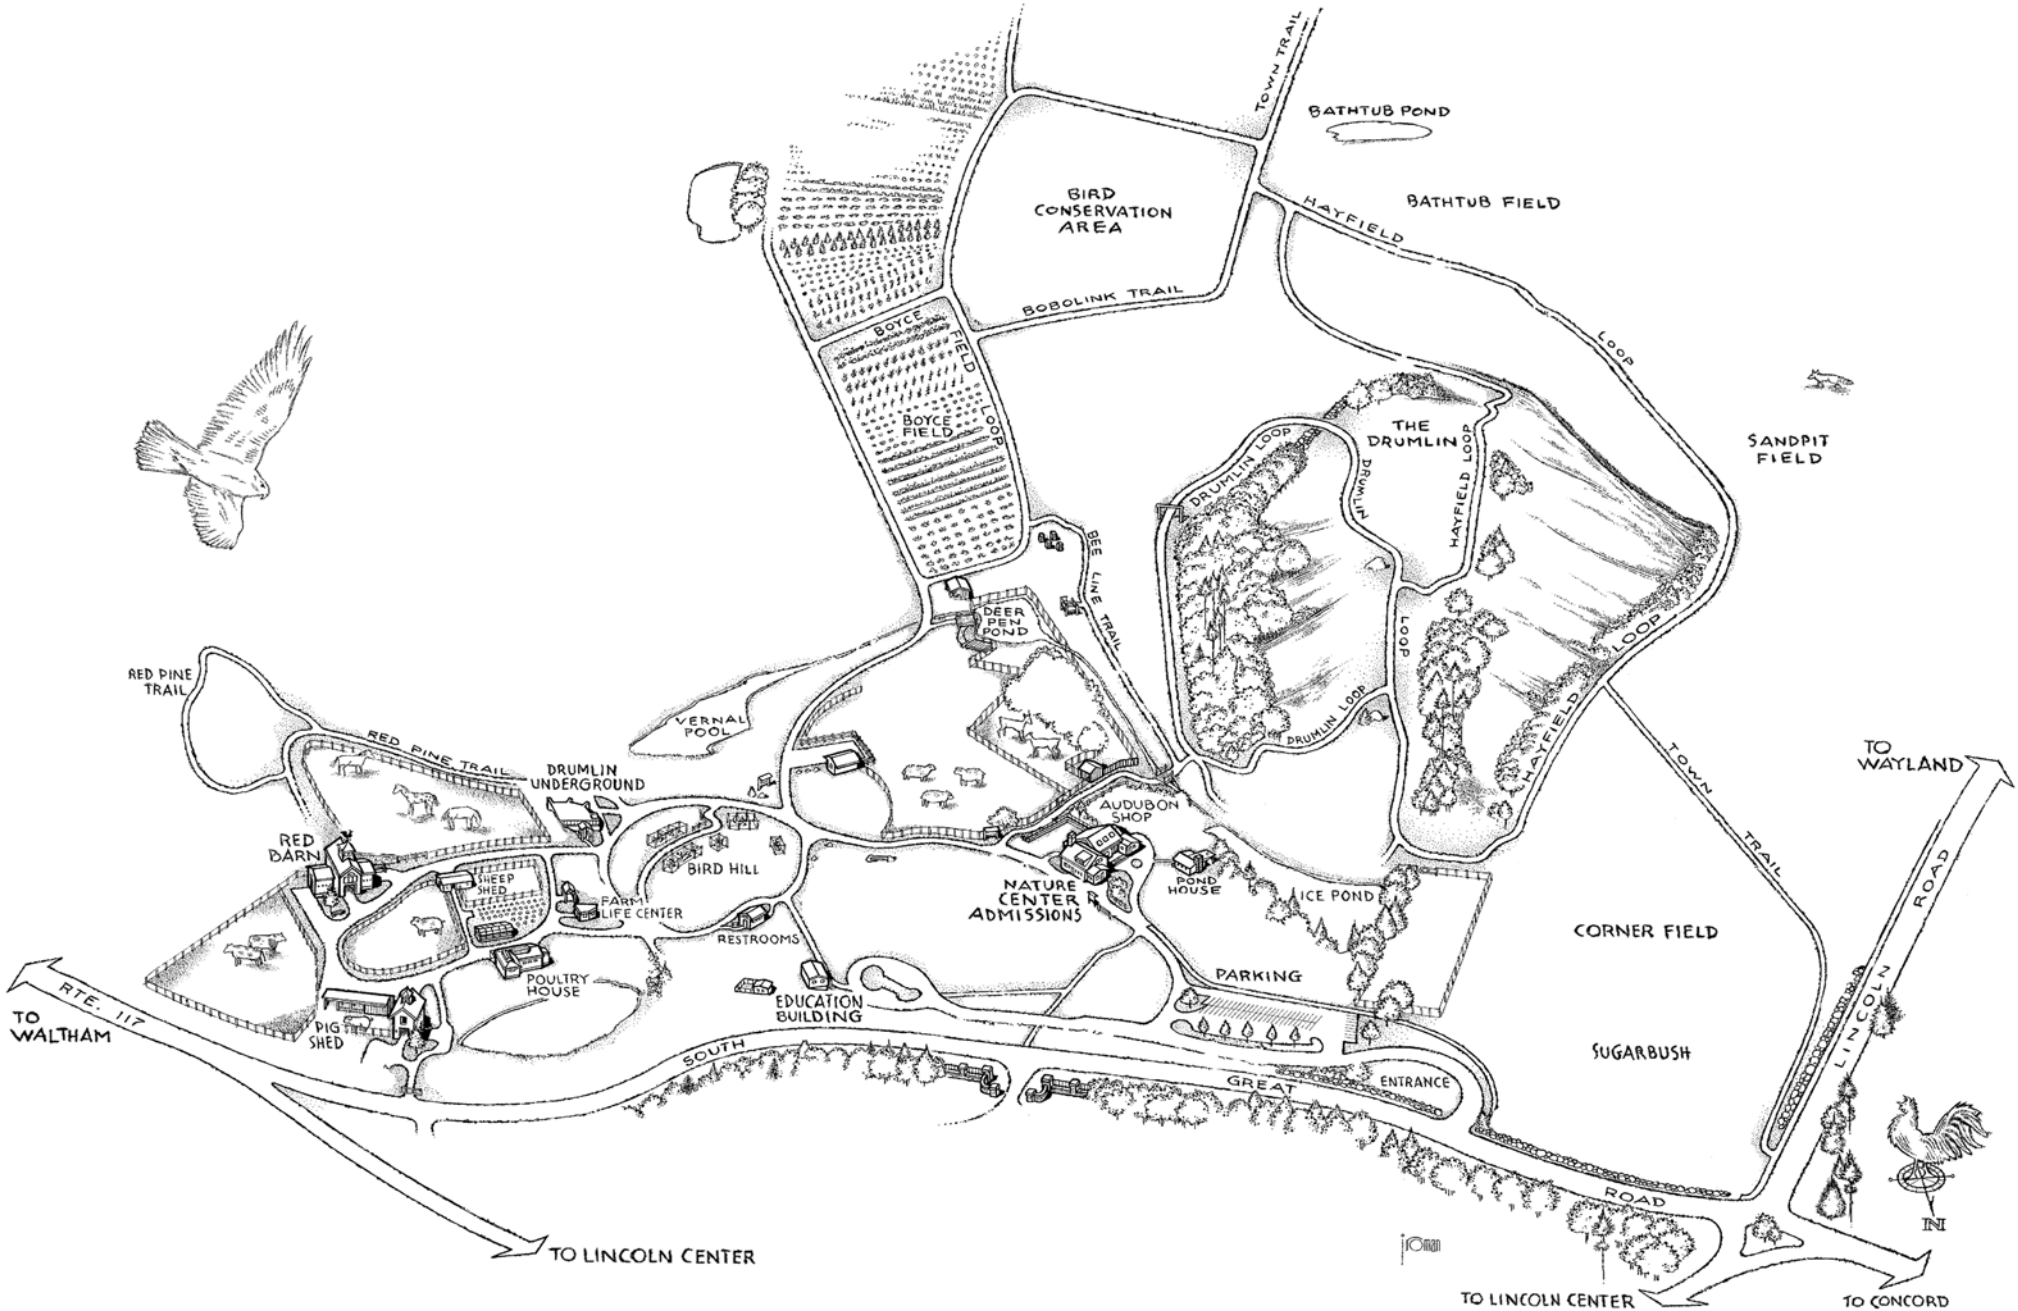 TOWN TRAIL
BATHTUB POND
BIRD
CONSERVATION
AREA
HAYFIELD
BATHTUB FIELD
BOBOLINK TRAIL
BOYCE
FIELD
LOOP
LOOP
BOYCE
FIELD
THE
DRUMLIN
DRUMLIN LOOP
DRUMLIN
HAYFIELD LOOP
SANDPIT
FIELD
BEE LINE TRAIL
DEER
PEN
POND
LOOP
LOOP
RED PINE
TRAIL
VERNAL
POOL
DRUMLIN LOOP
HAYFIELD
RED PINE TRAIL
DRUMLIN
UNDERGROUND
TOWN TRAIL
TO
WAYLAND
AUDUBON
SHOP
RED
BARN
SHEEP
SHED
BIRD HILL
POND
HOUSE
NATURE
CENTER
ADMISSIONS
ICE POND
FARM
LIFE CENTER
ROAD
CORNER FIELD
RESTROOMS
POULTRY
HOUSE
PARKING
RTE. 117
TO
WALTHAM
PIG
SHED
EDUCATION
BUILDING
LINCOLN
SOUTH
SUGARBUSH
GREAT
ENTRANCE
ROAD
N
TO LINCOLN CENTER
jroman
TO LINCOLN CENTER
TO CONCORD